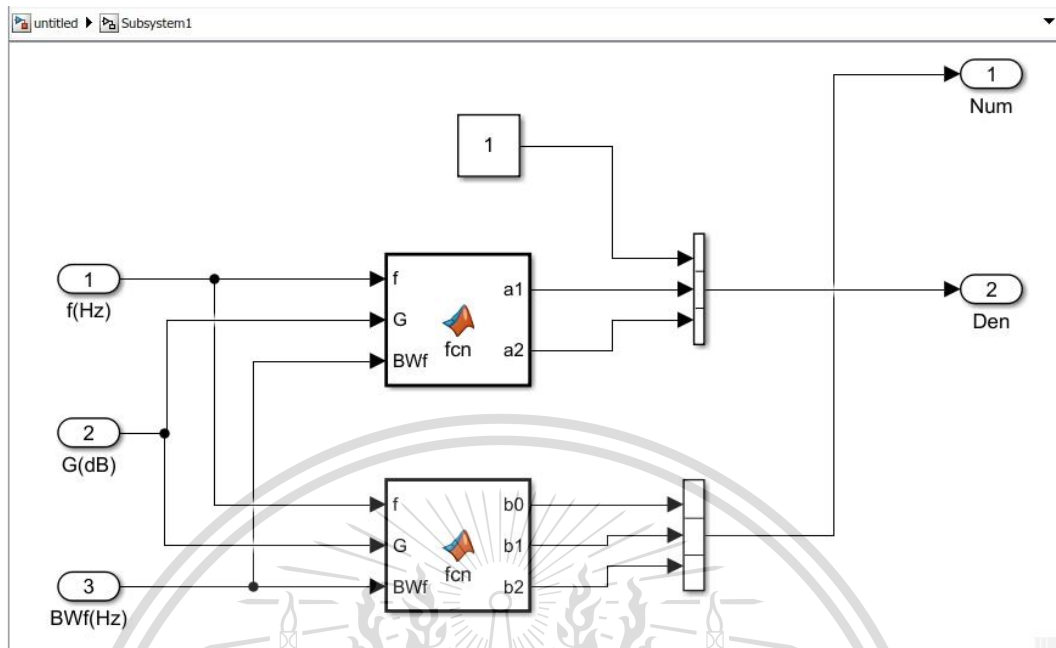 untitled Subsystem1
1
Num
1
1
f(Hz)
f
G
BWf
fcn
a1
a2
2
Den
2
G(dB)
f
G
BWf
fcn
b0
b1
b2
3
BWf(Hz)